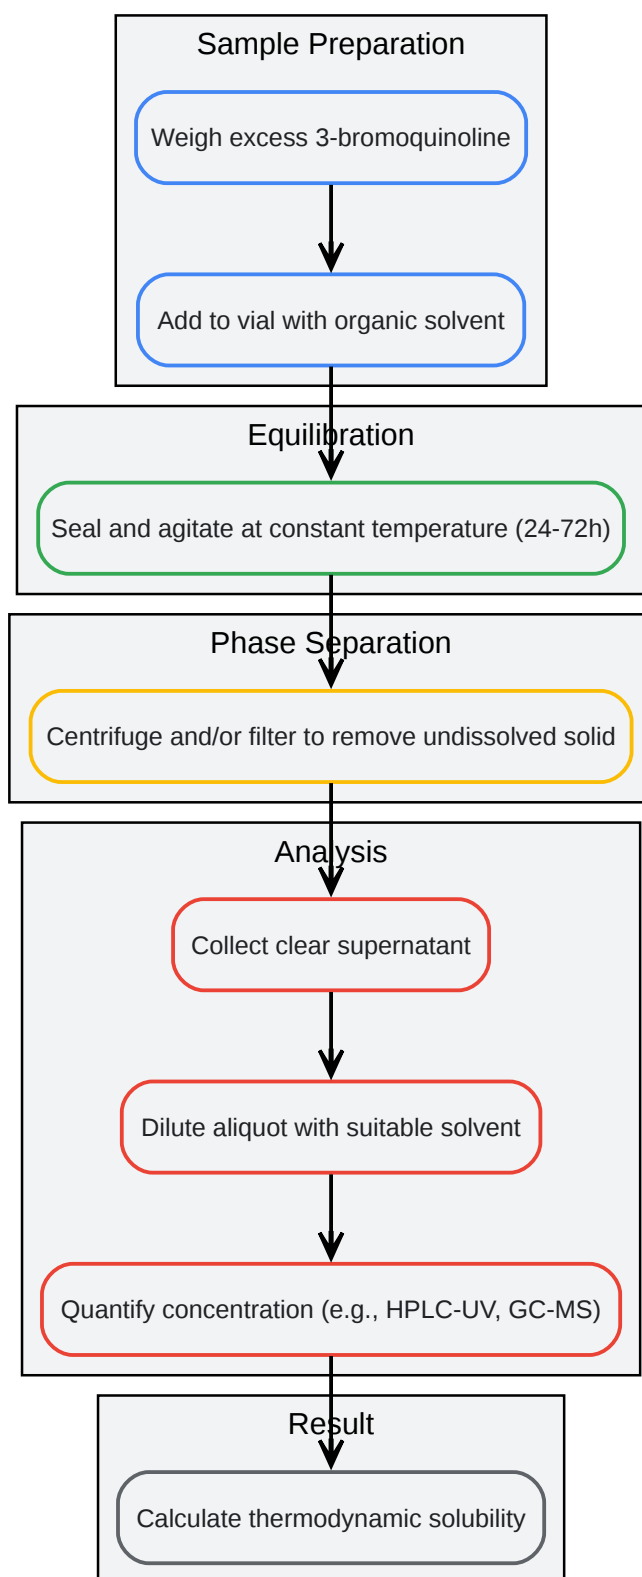 Sample Preparation
Weigh excess 3-bromoquinoline
Add to vial with organic solvent
Equilibration
Seal and agitate at constant temperature (24-72h)
Phase Separation
Centrifuge and/or filter to remove undissolved solid
Analysis
Collect clear supernatant
Dilute aliquot with suitable solvent
Quantify concentration (e.g., HPLC-UV, GC-MS)
Result
Calculate thermodynamic solubility